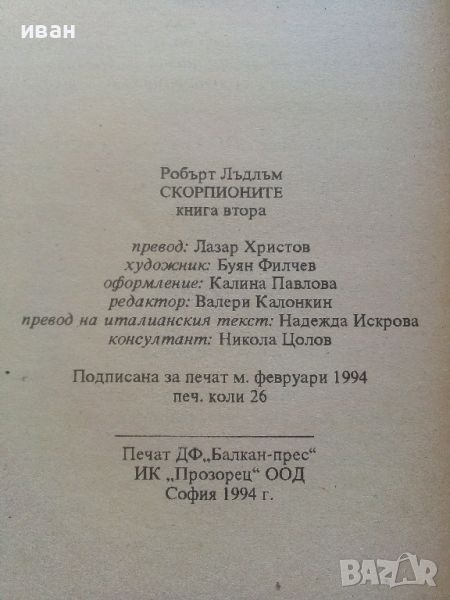 иван
Робърт Лъдлъм
СКОРПИОНИТЕ
книга втора
превод: Лазар Христов
художник: Буян Филчев
оформление: Калина Павлова
редактор: Валери Калонкин
превод на италианския текст: Надежда Искрова
консултант: Никола Цолов
Подписана за печат м. февруари 1994
печ. коли 26
Печат ДФ„Балкан-прес“
ИК „Прозорец“ ООД
София 1994 г.
BAZAR